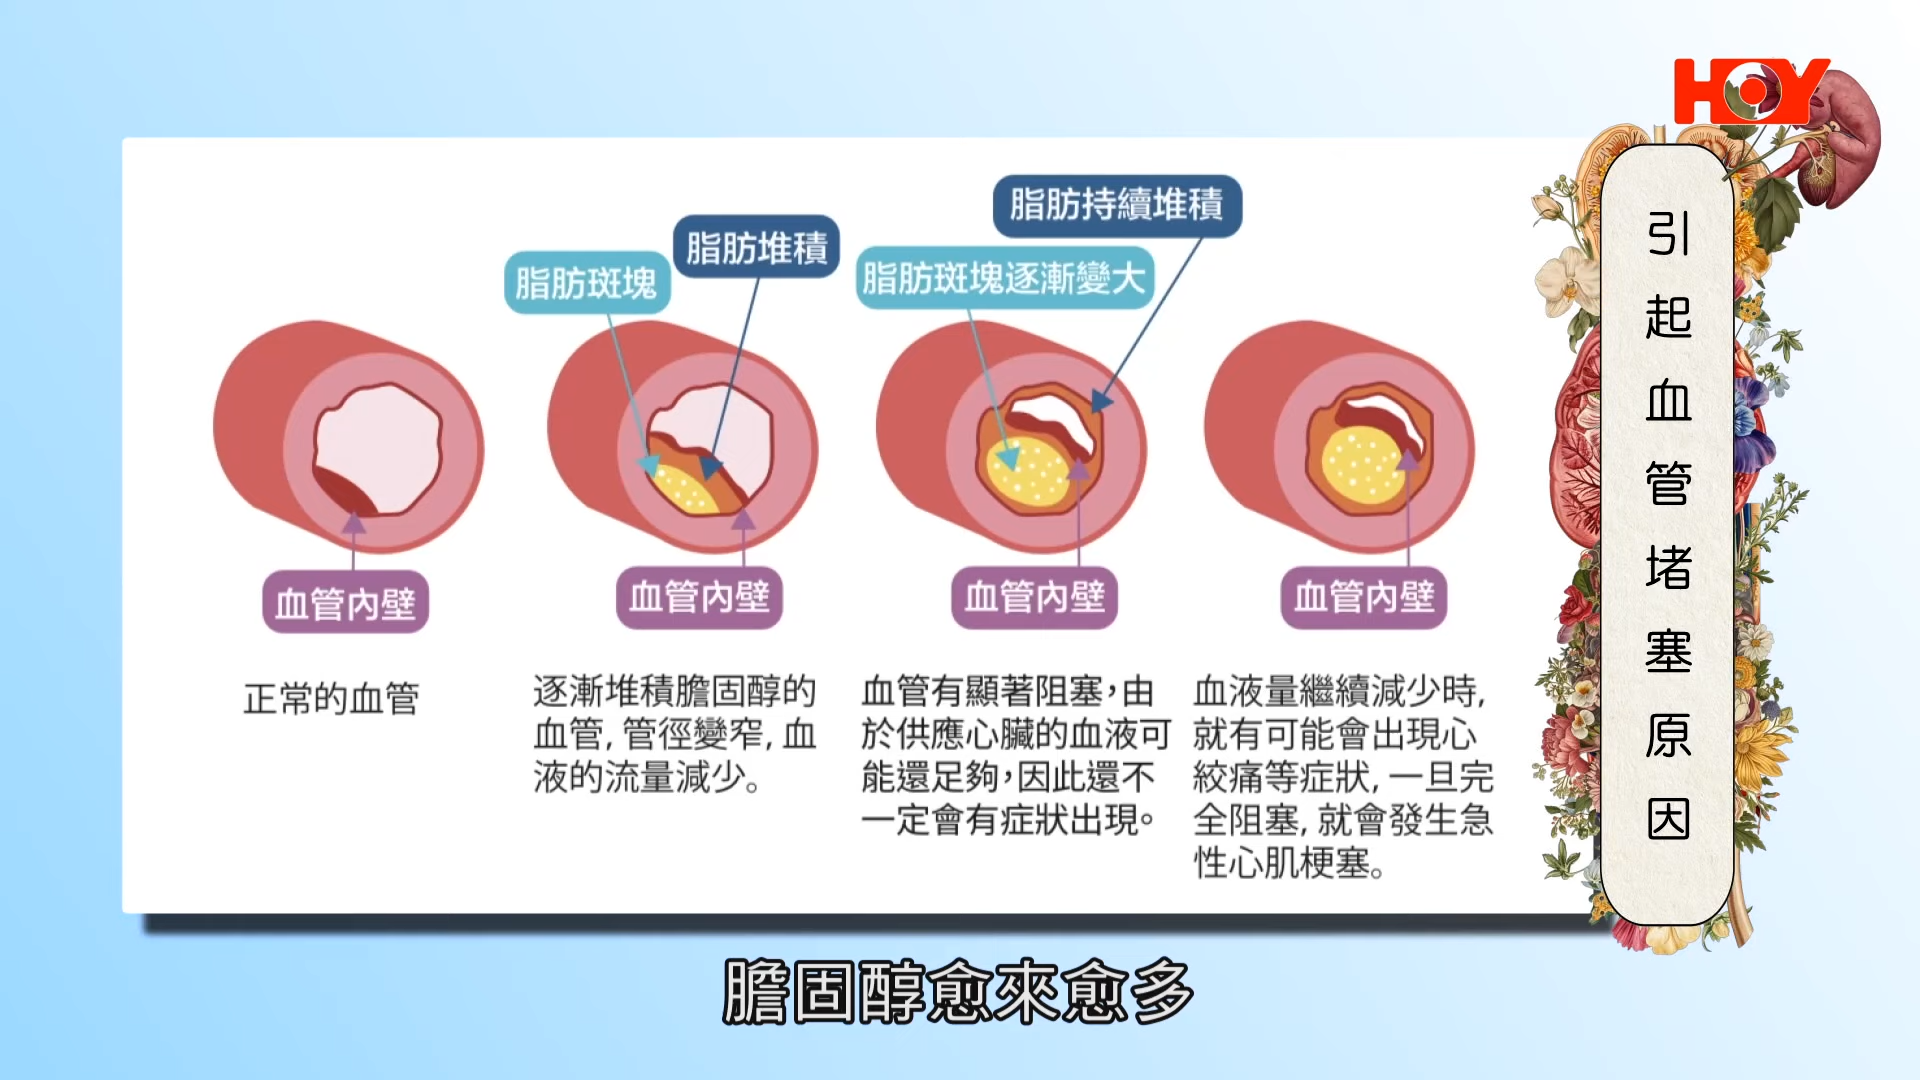 HOY
引起血管堵塞原因
脂肪持續堆積
脂肪堆積
脂肪斑塊
脂肪斑塊逐漸變大
血管內壁
血管內壁
血管內壁
血管內壁
正常的血管
逐漸堆積膽固醇的
血管, 管徑變窄, 血
液的流量減少。
血管有顯著阻塞,由
於供應心臟的血液可
能還足夠,因此還不
一定會有症狀出現。
血液量繼續減少時,
就有可能會出現心
絞痛等症狀, 一旦完
全阻塞, 就會發生急
性心肌梗塞。
膽固醇愈來愈多